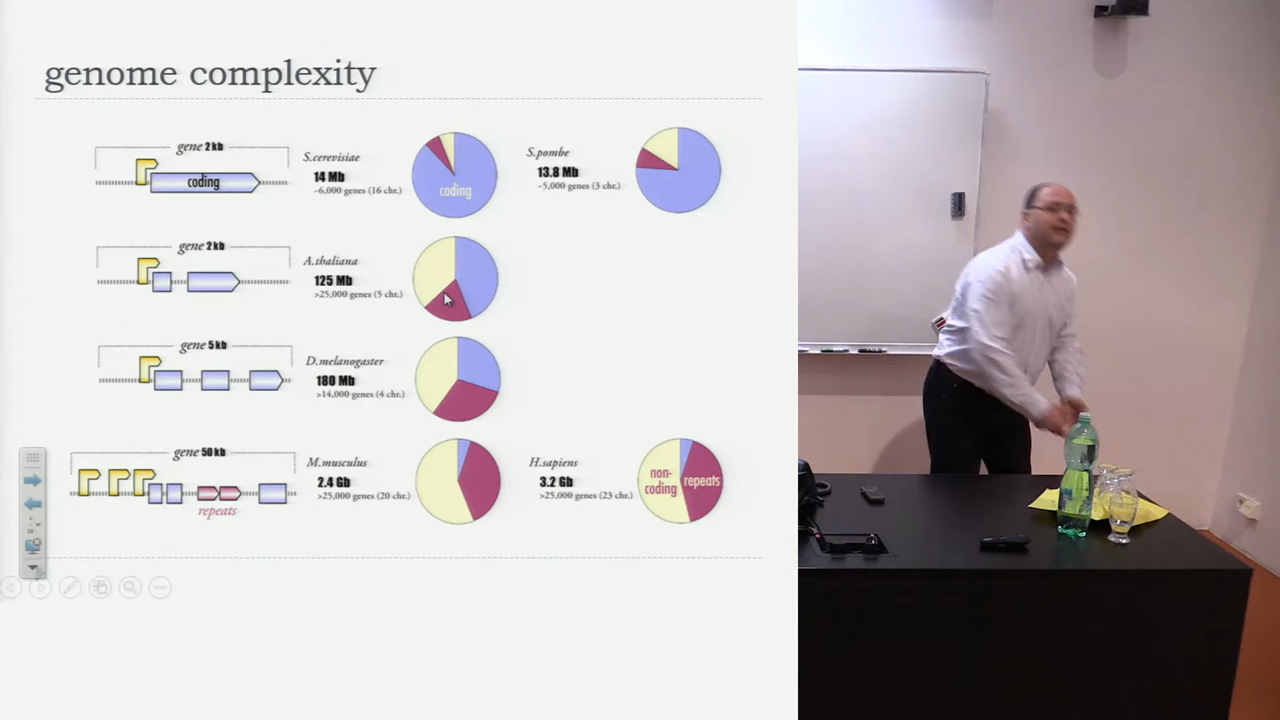 genome complexity
gene 2 kb
coding
S.cerevisiae
14 Mb
~6,000 genes (16 chr.)
coding
S.pombe
13.8 Mb
~5,000 genes (3 chr.)
gene 2 kb
A.thaliana
125 Mb
>25,000 genes (5 chr.)
gene 5 kb
D.melanogaster
180 Mb
>14,000 genes (4 chr.)
gene 50 kb
repeats
M.musculus
2.4 Gb
>25,000 genes (20 chr.)
H.sapiens
3.2 Gb
>25,000 genes (23 chr.)
non-
coding
repeats